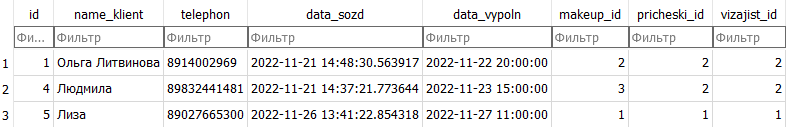 id name_klient telephon data_sozd data_vypoln makeup_id pricheski_id vizajist_id
Фи... Фильтр Фильтр Фильтр Фильтр Фильтр Фильтр Фильтр
1 1 Ольга Литвинова 8914002969 2022-11-21 14:48:30.563917 2022-11-22 20:00:00 2 2 2
2 4 Людмила 89832441481 2022-11-21 14:37:21.773644 2022-11-23 15:00:00 3 2 2
3 5 Лиза 89027665300 2022-11-26 13:41:22.854318 2022-11-27 11:00:00 1 1 1